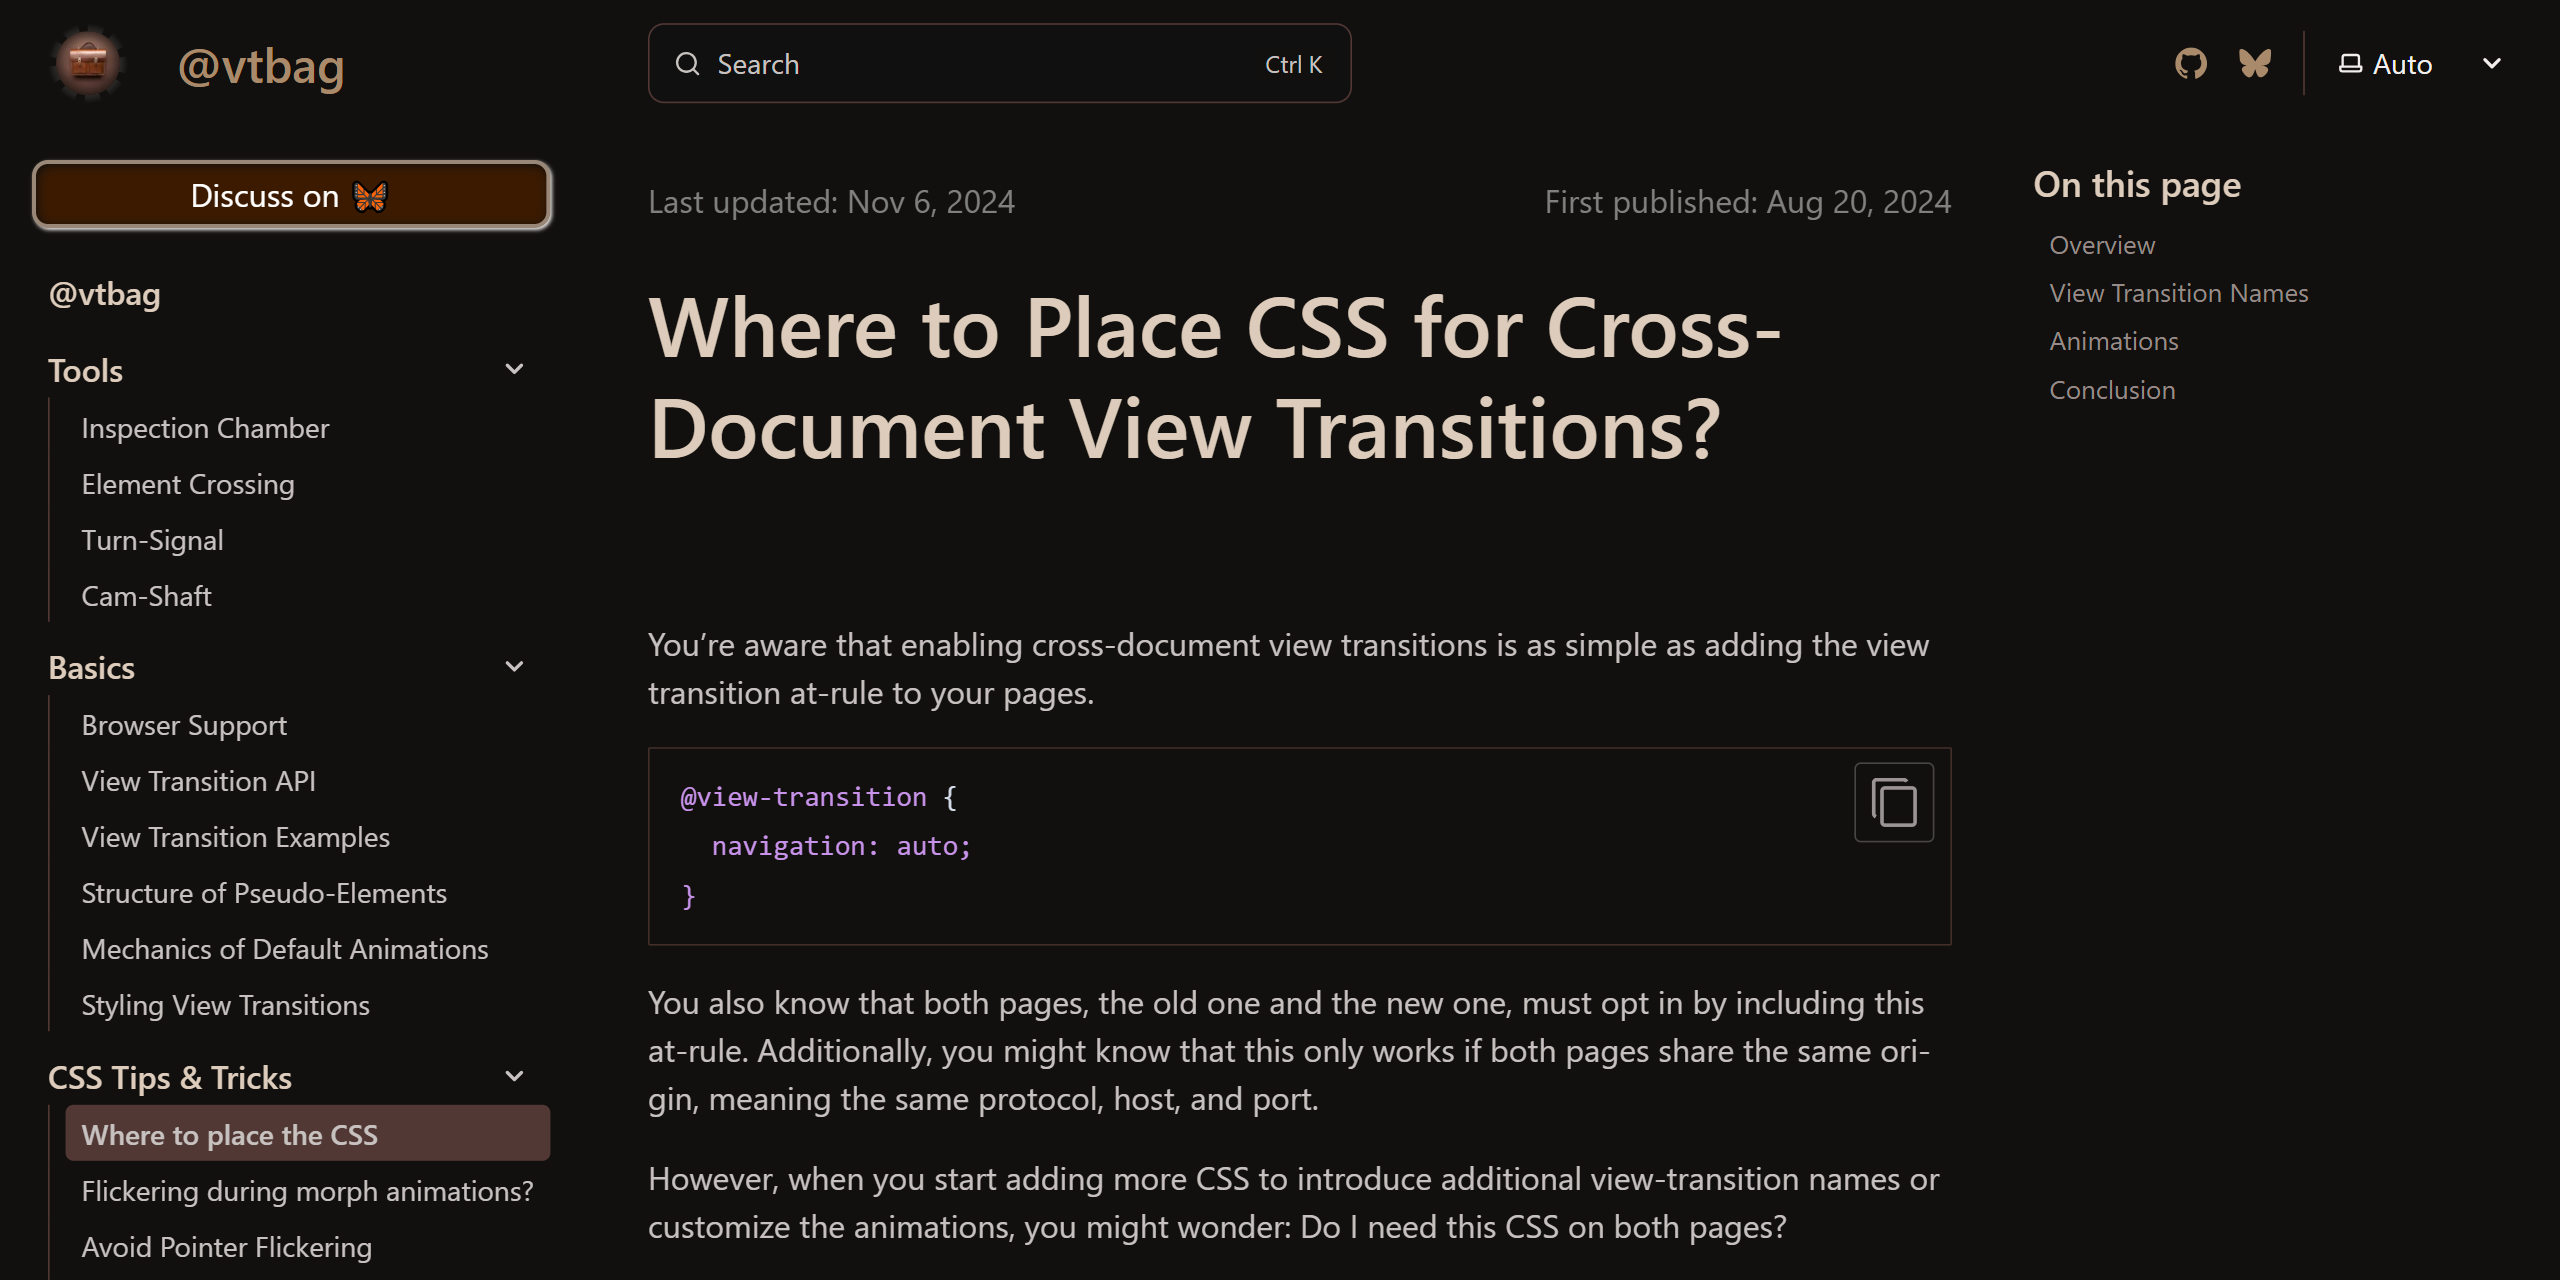 @vtbag
Search
Ctrl K
Auto
Discuss on
@vtbag
Tools
Inspection Chamber
Element Crossing
Turn-Signal
Cam-Shaft
Basics
Browser Support
View Transition API
View Transition Examples
Structure of Pseudo-Elements
Mechanics of Default Animations
Styling View Transitions
CSS Tips & Tricks
Where to place the CSS
Flickering during morph animations?
Avoid Pointer Flickering
Last updated: Nov 6, 2024
First published: Aug 20, 2024
Where to Place CSS for Cross-
Document View Transitions?
You’re aware that enabling cross-document view transitions is as simple as adding the view
transition at-rule to your pages.
@view-transition {
  navigation: auto;
}
You also know that both pages, the old one and the new one, must opt in by including this
at-rule. Additionally, you might know that this only works if both pages share the same ori-
gin, meaning the same protocol, host, and port.
However, when you start adding more CSS to introduce additional view-transition names or
customize the animations, you might wonder: Do I need this CSS on both pages?
On this page
Overview
View Transition Names
Animations
Conclusion